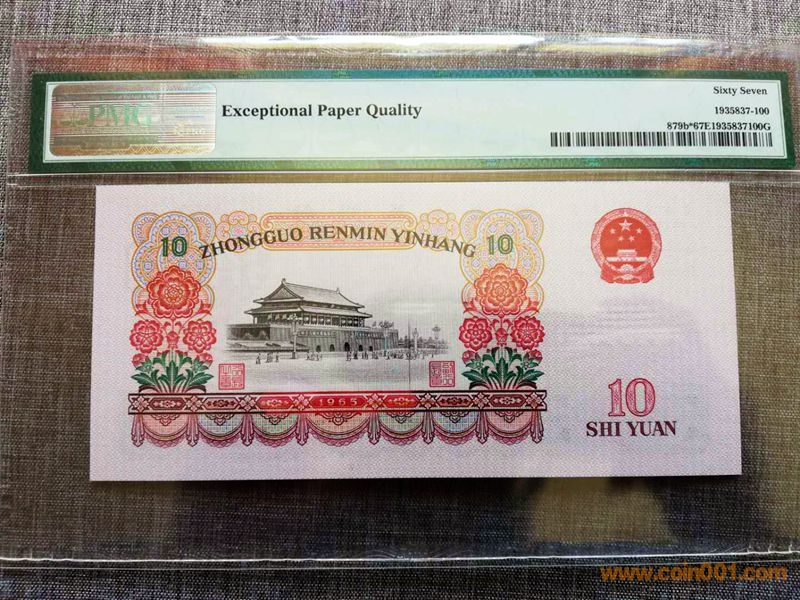 PMG
Exceptional Paper Quality
Sixty Seven
1935837-100
879b*67E1935837100G
10 ZHONGGUO RENMIN YINHANG 10
1965
10
SHI YUAN
www.coin001.com